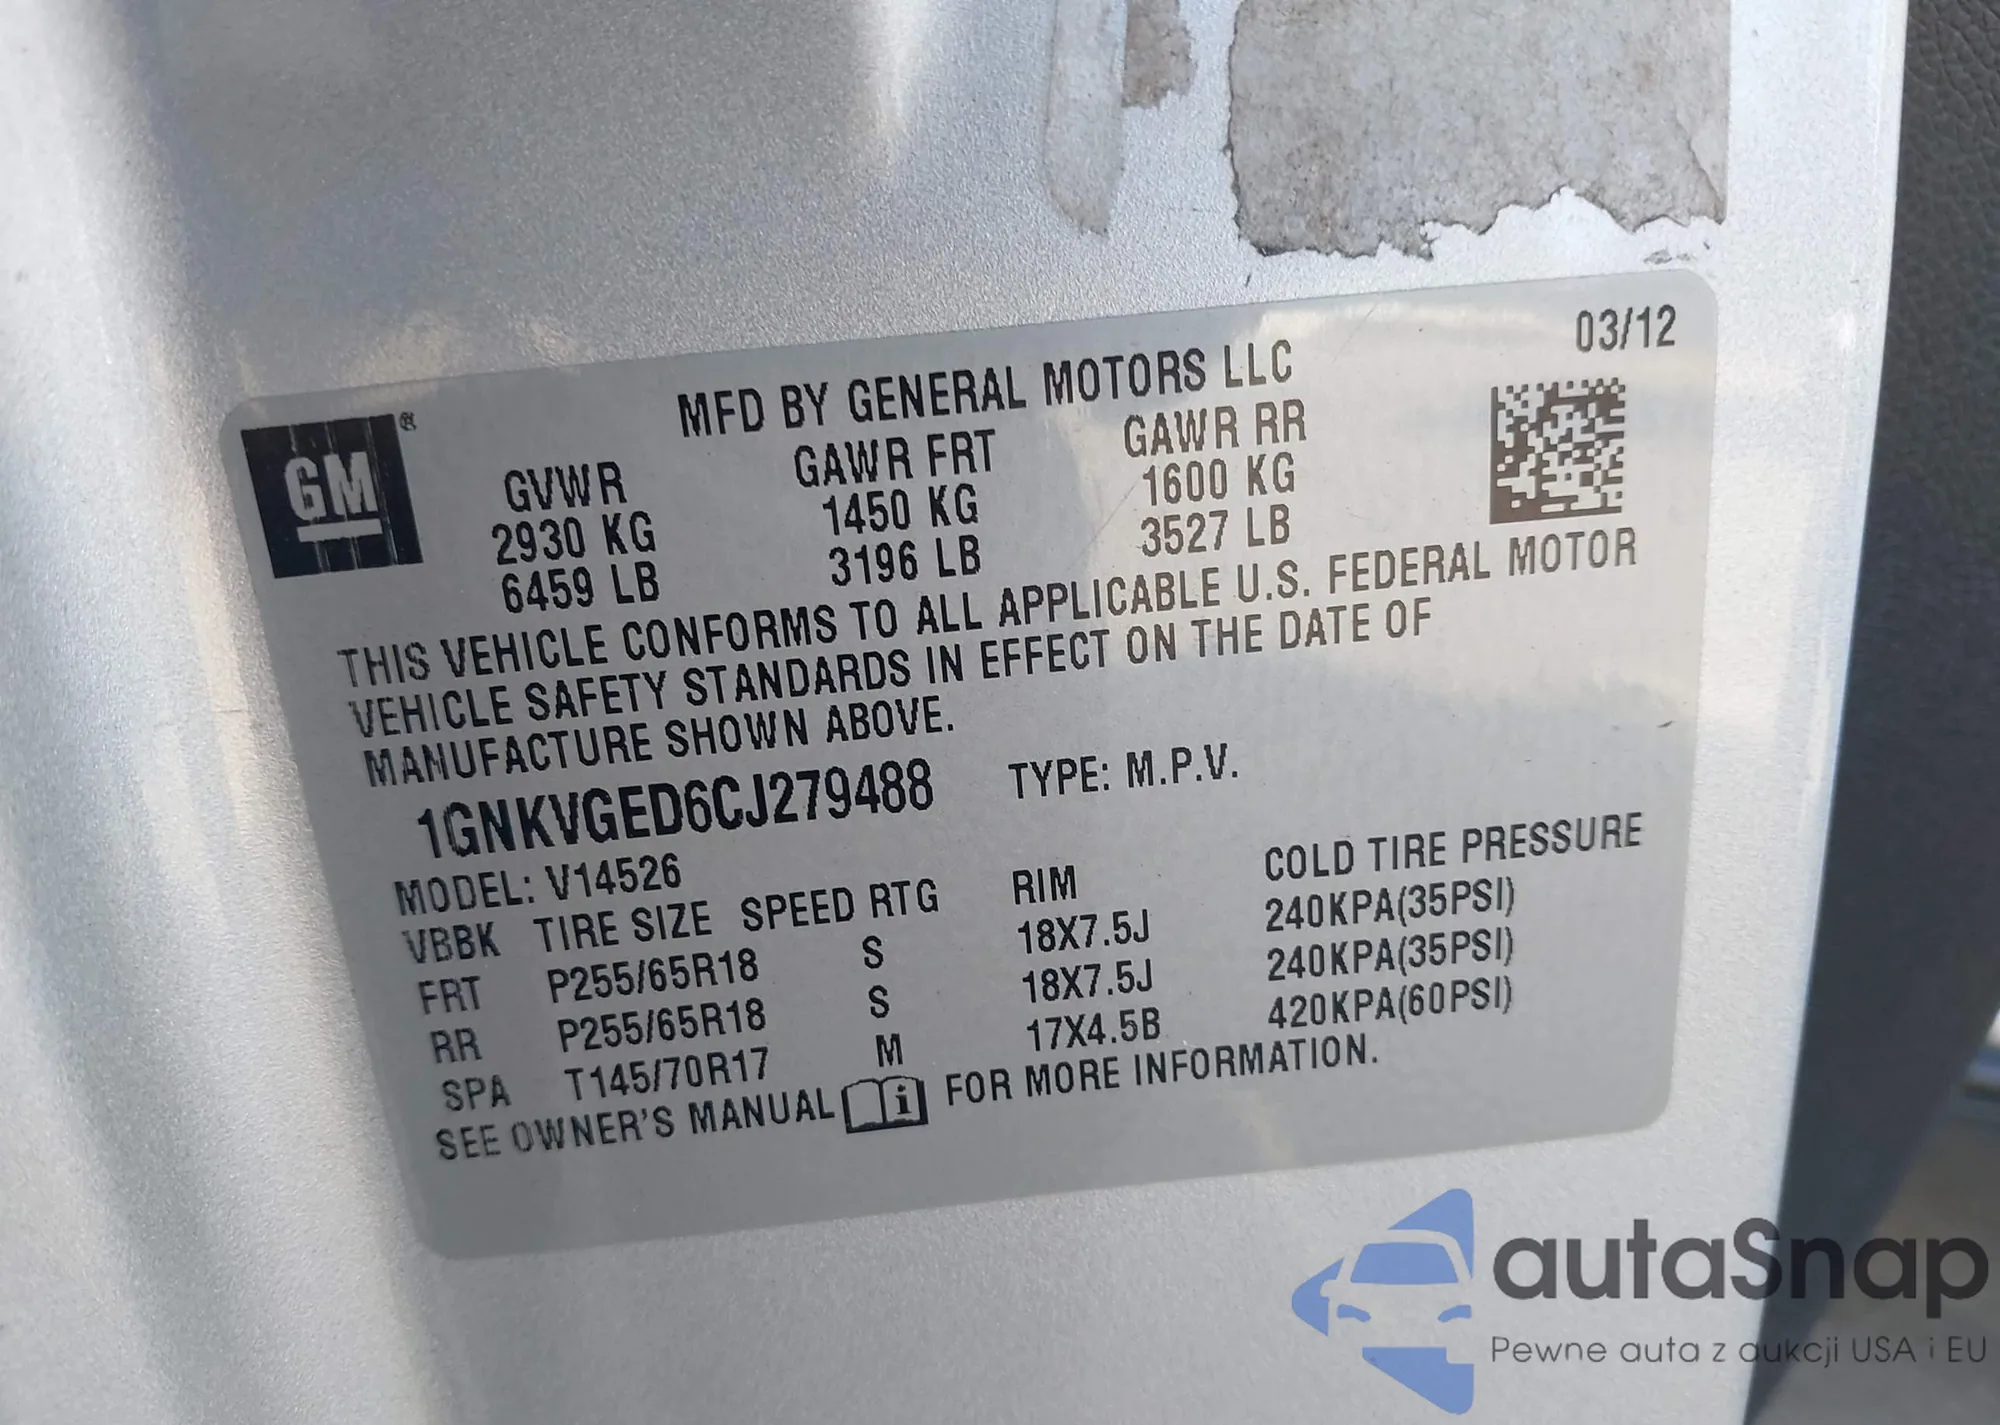 03/12
GM®
MFD BY GENERAL MOTORS LLC
GVWR GAWR FRT GAWR RR
2930 KG 1450 KG 1600 KG
6459 LB 3196 LB 3527 LB
THIS VEHICLE CONFORMS TO ALL APPLICABLE U.S. FEDERAL MOTOR
VEHICLE SAFETY STANDARDS IN EFFECT ON THE DATE OF
MANUFACTURE SHOWN ABOVE.
1GNKVGED6CJ279488 TYPE: M.P.V.
MODEL: V14526
VBBK TIRE SIZE SPEED RTG RIM COLD TIRE PRESSURE
FRT P255/65R18 S 18X7.5J 240KPA(35PSI)
RR P255/65R18 S 18X7.5J 240KPA(35PSI)
SPA T145/70R17 M 17X4.5B 420KPA(60PSI)
SEE OWNER'S MANUAL i FOR MORE INFORMATION.
autaSnap
Pewne auta z aukcji USA i EU